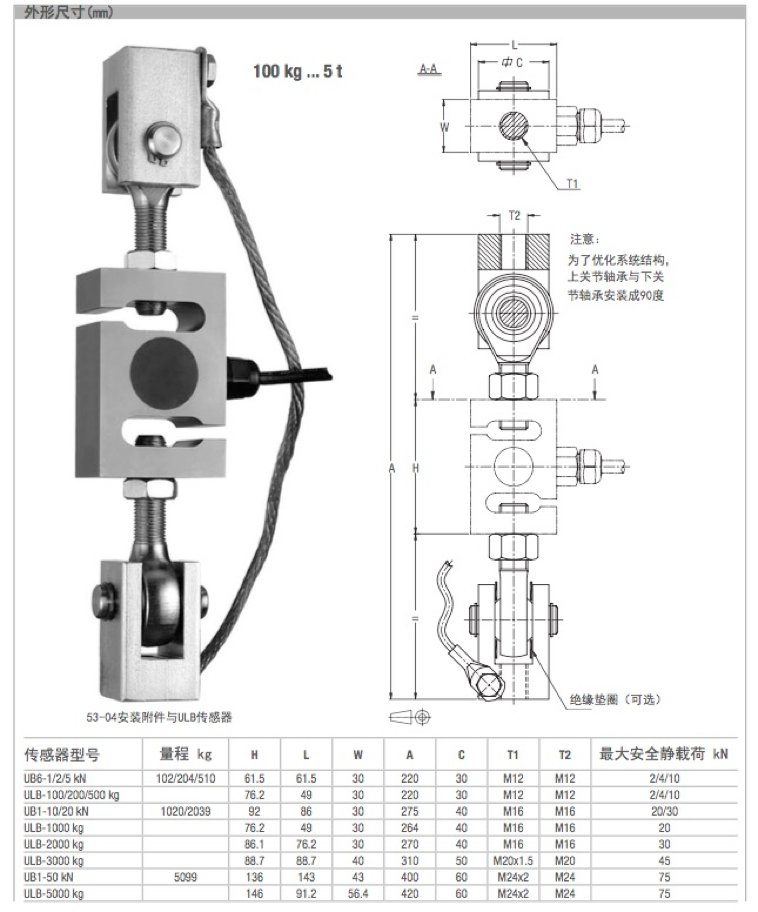 外形尺寸(mm)
100 kg ... 5 t
A-A
L
中 C
W
T1
T2
注意：
为了优化系统结构，
上关节轴承与下关
节轴承安装成90度
A
A
A
H
=
=
绝缘垫圈（可选）
53-04安装附件与ULB传感器
传感器型号 量程 kg H L W A C T1 T2 最大安全静载荷 kN
UB6-1/2/5 kN 102/204/510 61.5 61.5 30 220 30 M12 M12 2/4/10
ULB-100/200/500 kg 76.2 49 30 220 30 M12 M12 2/4/10
UB1-10/20 kN 1020/2039 92 86 30 275 40 M16 M16 20/30
ULB-1000 kg 76.2 49 30 264 40 M16 M16 20
ULB-2000 kg 86.1 76.2 30 270 40 M16 M16 30
ULB-3000 kg 88.7 88.7 40 310 50 M20x1.5 M20 45
UB1-50 kN 5099 136 143 43 400 60 M24x2 M24 75
ULB-5000 kg 146 91.2 56.4 420 60 M24x2 M24 75